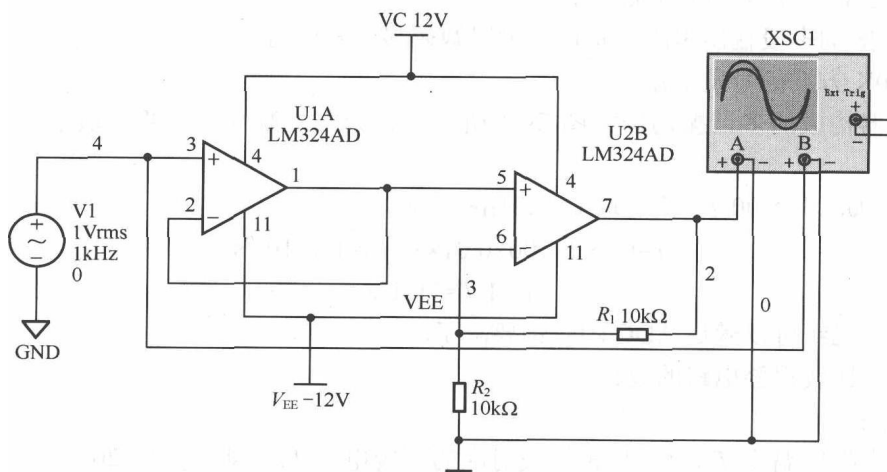 VC 12V
XSC1
Ext Trig
+
−
A
B
+ − + −
U1A
LM324AD
U2B
LM324AD
4
3
+
4
1
2
−
11
5
+
4
7
6
−
11
V1
1Vrms
1kHz
0
+
−
GND
3
VEE
2
0
R1 10kΩ
R2
10kΩ
VEE −12V